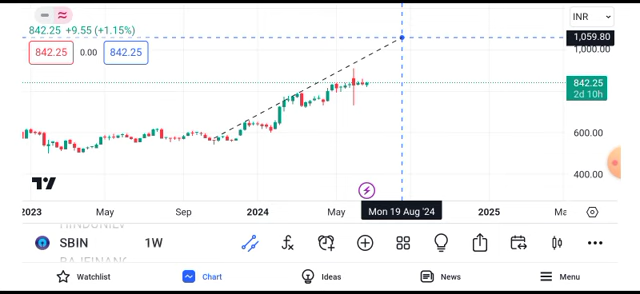 842.25 +9.55 (+1.15%)
INR
842.25 0.00 842.25
1,059.80
1,000.00
842.25
2d 10h
600.00
400.00
2023 May Sep 2024 May Mon 19 Aug '24 2025 Ma
SBIN 1W
Watchlist Chart Ideas News Menu